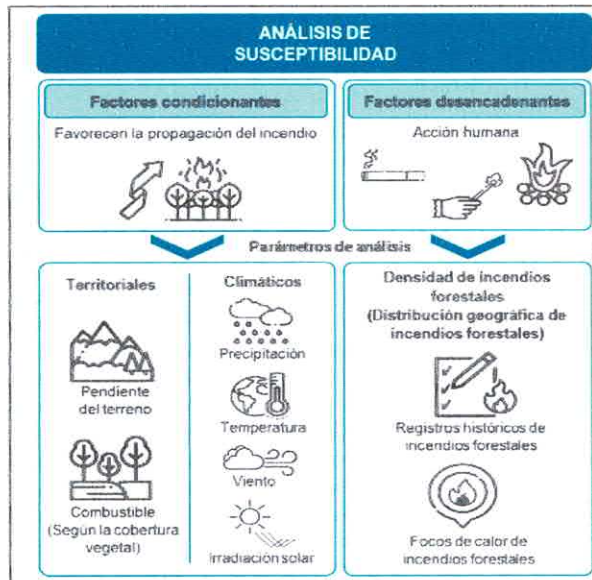 ANÁLISIS DE
SUSCEPTIBILIDAD
Factores condicionantes
Favorecen la propagación del incendio
Factores desencadenantes
Acción humana
Parámetros de análisis
Territoriales
Pendiente
del terreno
Combustible
(Según la cobertura
vegetal)
Climáticos
Precipitación
Temperatura
Viento
Irradiación solar
Densidad de incendios
forestales
(Distribución geográfica de
incendios forestales)
Registros históricos de
incendios forestales
Focos de calor de
incendios forestales